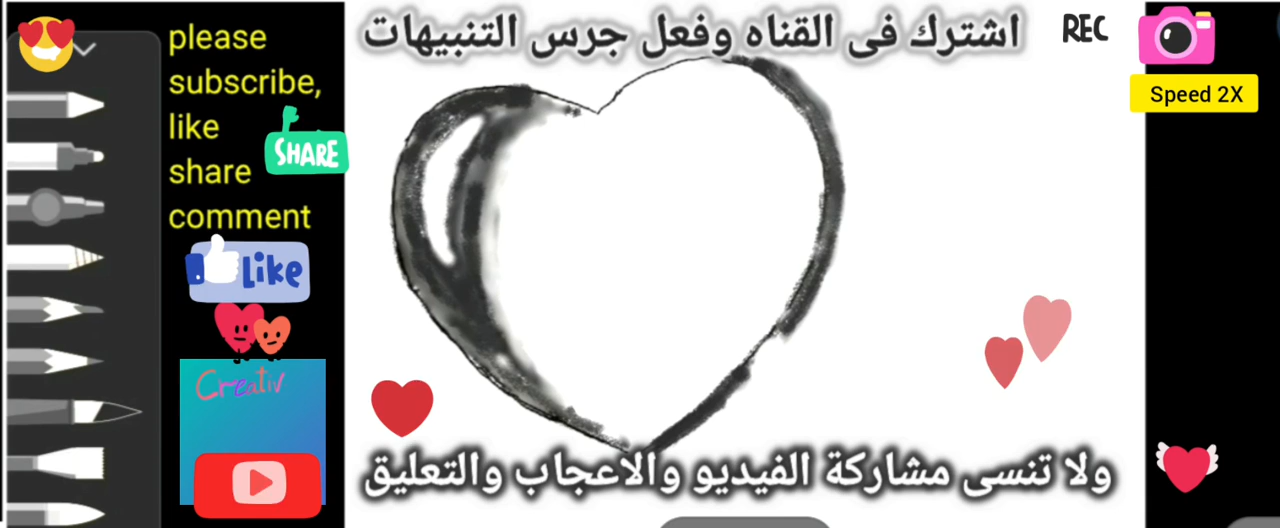 اشترك فى القناه وفعل جرس التنبيهات
REC
Speed 2X
please
subscribe,
like
share
comment
SHARE
Like
Creativ
ولا تنسى مشاركة الفيديو والاعجاب والتعليق